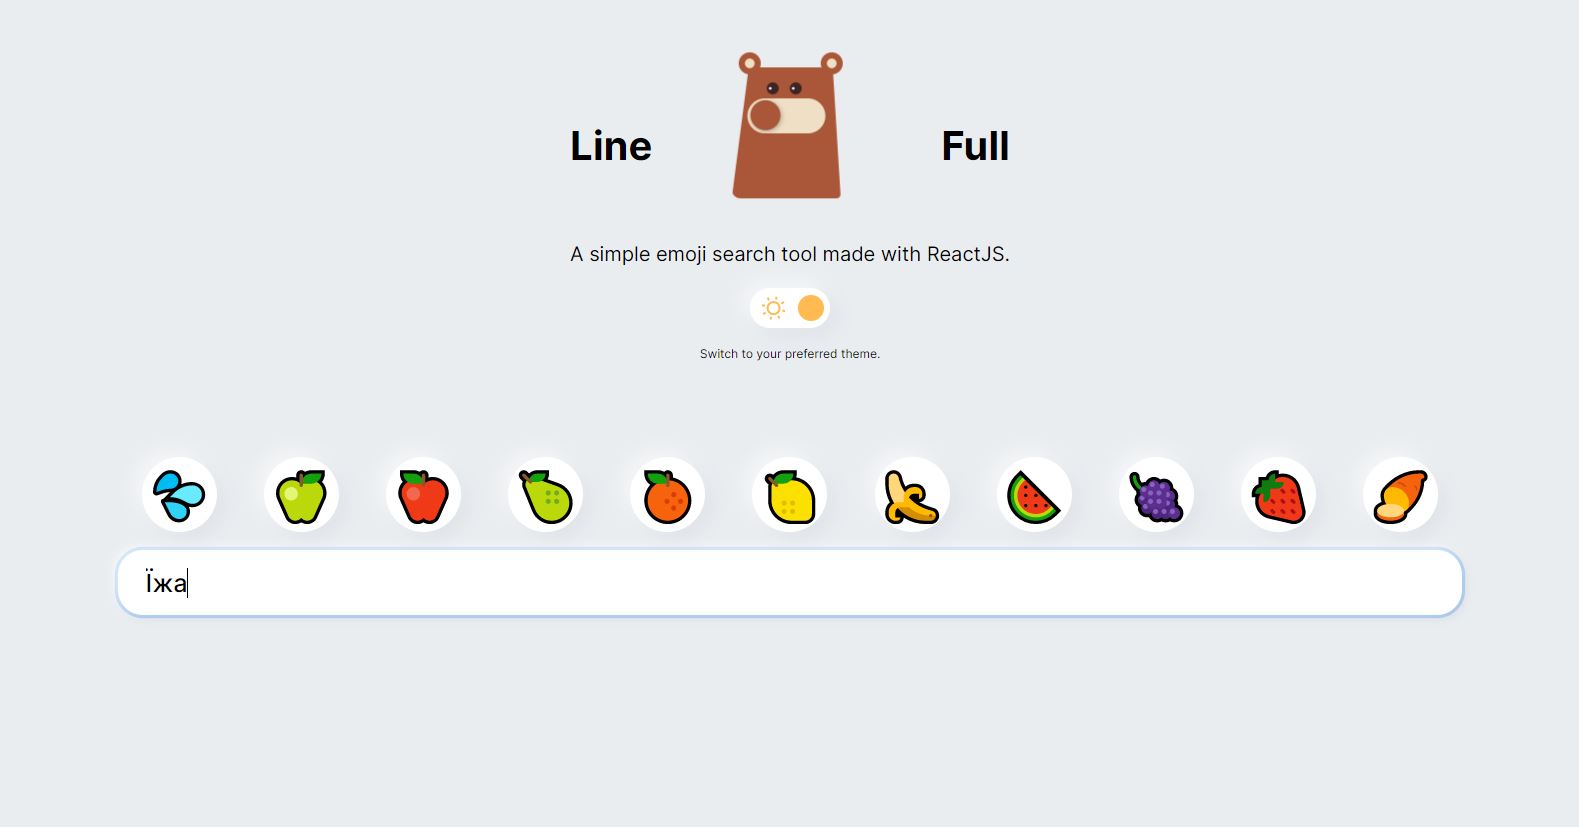 Line
Full
A simple emoji search tool made with ReactJS.
Switch to your preferred theme.
Їжа